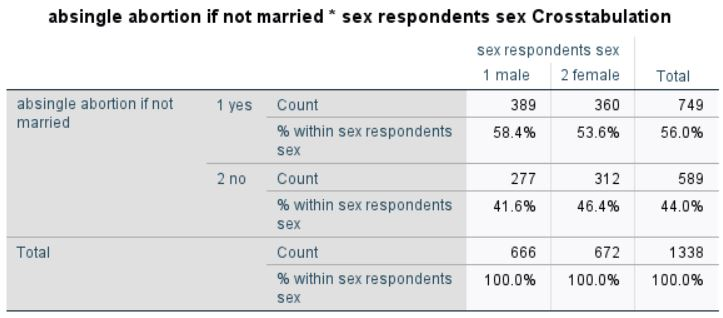 absingle abortion if not married * sex respondents sex Crosstabulation
sex respondents sex
1 male 2 female Total
absingle abortion if not married 1 yes Count 389 360 749
% within sex respondents sex 58.4% 53.6% 56.0%
2 no Count 277 312 589
% within sex respondents sex 41.6% 46.4% 44.0%
Total Count 666 672 1338
% within sex respondents sex 100.0% 100.0% 100.0%